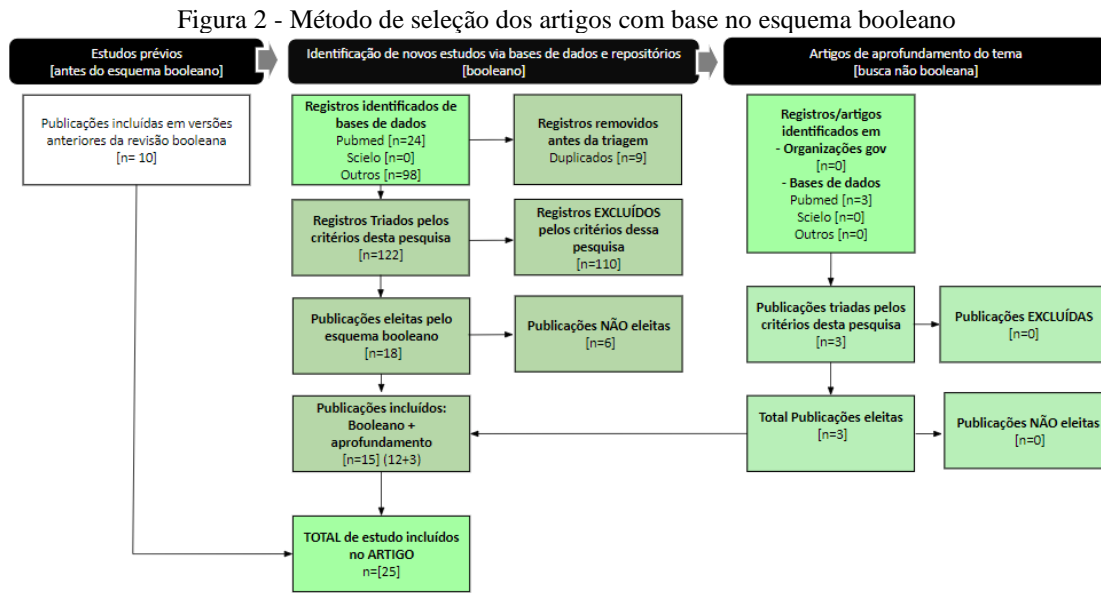 Figura 2 - Método de seleção dos artigos com base no esquema booleano
Estudos prévios
[antes do esquema booleano]
Identificação de novos estudos via bases de dados e repositórios
[booleano]
Artigos de aprofundamento do tema
[busca não booleana]
Publicações incluídas em versões
anteriores da revisão booleana
[n= 10]
Registros identificados de
bases de dados
Pubmed [n=24]
Scielo [n=0]
Outros [n=98]
Registros removidos
antes da triagem
Duplicados [n=9]
Registros Triados pelos
critérios desta pesquisa
[n=122]
Registros EXCLUÍDOS
pelos critérios dessa
pesquisa
[n=110]
Publicações eleitas pelo
esquema booleano
[n=18]
Publicações NÃO eleitas
[n=6]
Publicações incluídos:
Booleano +
aprofundamento
[n=15] (12+3)
TOTAL de estudo incluídos
no ARTIGO
n=[25]
Registros/artigos
identificados em
- Organizações gov
[n=0]
- Bases de dados
Pubmed [n=3]
Scielo [n=0]
Outros [n=0]
Publicações triadas pelos
critérios desta pesquisa
[n=3]
Publicações EXCLUÍDAS
[n=0]
Total Publicações eleitas
[n=3]
Publicações NÃO eleitas
[n=0]